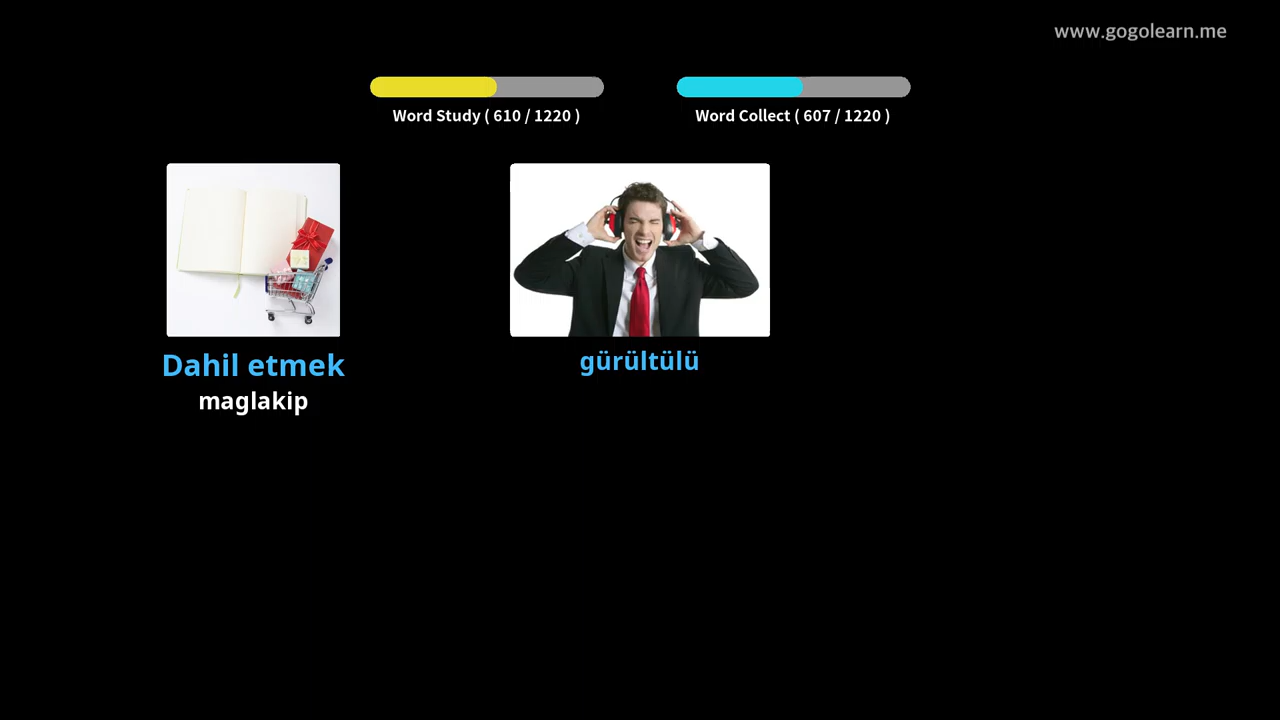 www.gogolearn.me
Word Study ( 610 / 1220 )
Word Collect ( 607 / 1220 )
Dahil etmek
maglakip
gürültülü